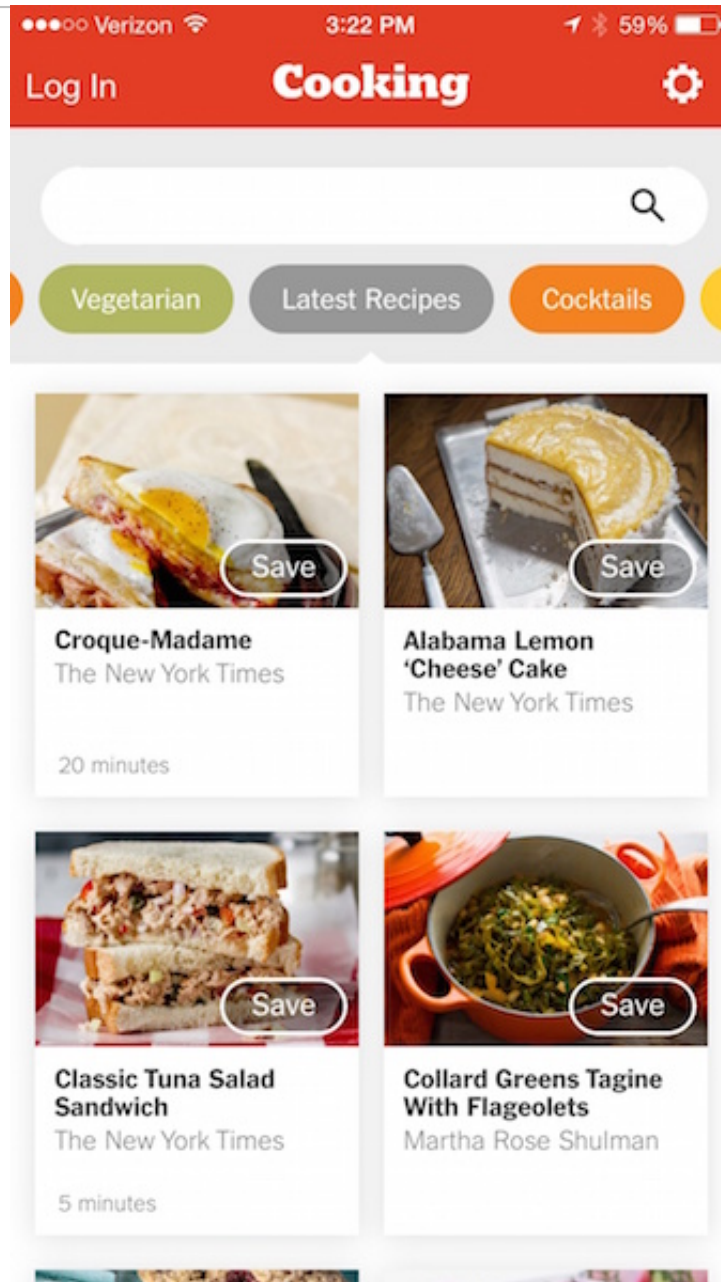 Verizon 3:22 PM 59%
Log In Cooking
Vegetarian Latest Recipes Cocktails
Save Save
Croque-Madame
The New York Times
20 minutes
Alabama Lemon
‘Cheese’ Cake
The New York Times
Save Save
Classic Tuna Salad
Sandwich
The New York Times
5 minutes
Collard Greens Tagine
With Flageolets
Martha Rose Shulman